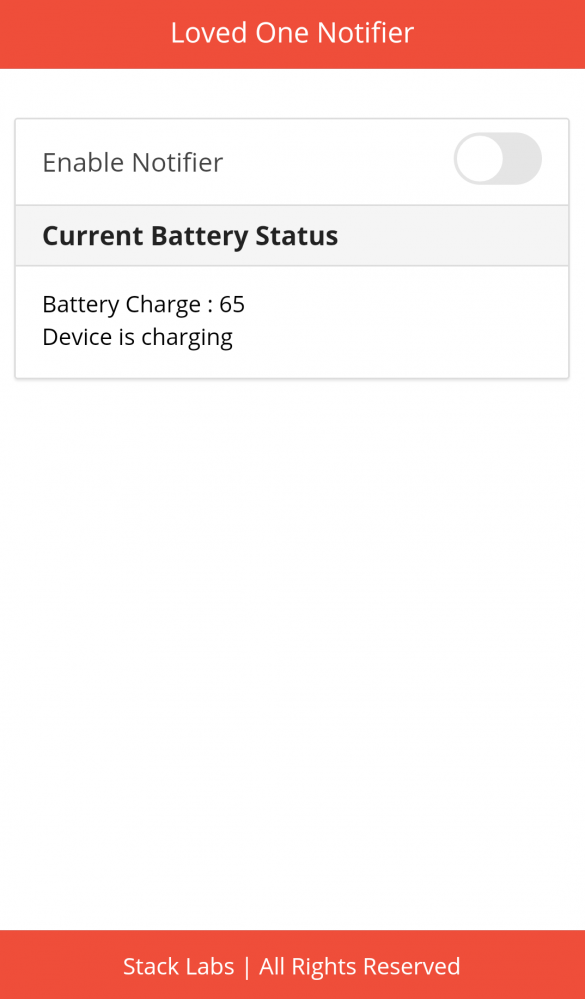 Loved One Notifier
Enable Notifier
Current Battery Status
Battery Charge : 65
Device is charging
Stack Labs | All Rights Reserved